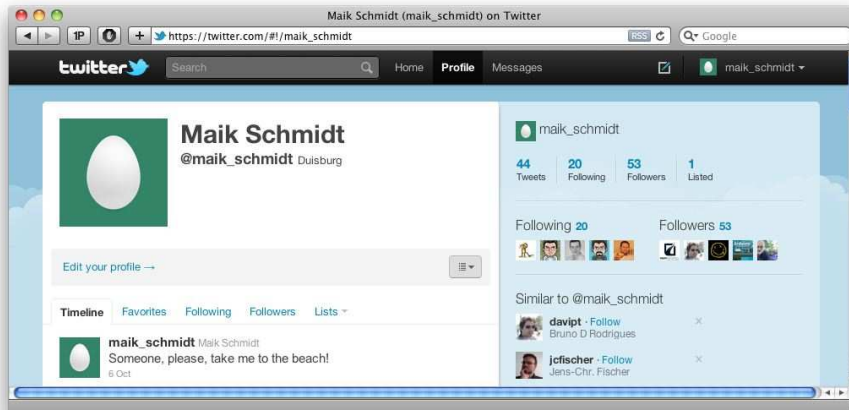 Maik Schmidt (maik_schmidt) on Twitter
1P
https://twitter.com/#!/maik_schmidt
RSS
Google
twitter
Search
Home
Profile
Messages
maik_schmidt
Maik Schmidt
@maik_schmidt Duisburg
Edit your profile →
Timeline
Favorites
Following
Followers
Lists
maik_schmidt Maik Schmidt
Someone, please, take me to the beach!
6 Oct
maik_schmidt
44 20 53 1
Tweets Following Followers Listed
Following 20
Followers 53
Similar to @maik_schmidt
davipt · Follow
Bruno D Rodrigues
jcfischer · Follow
Jens-Chr. Fischer